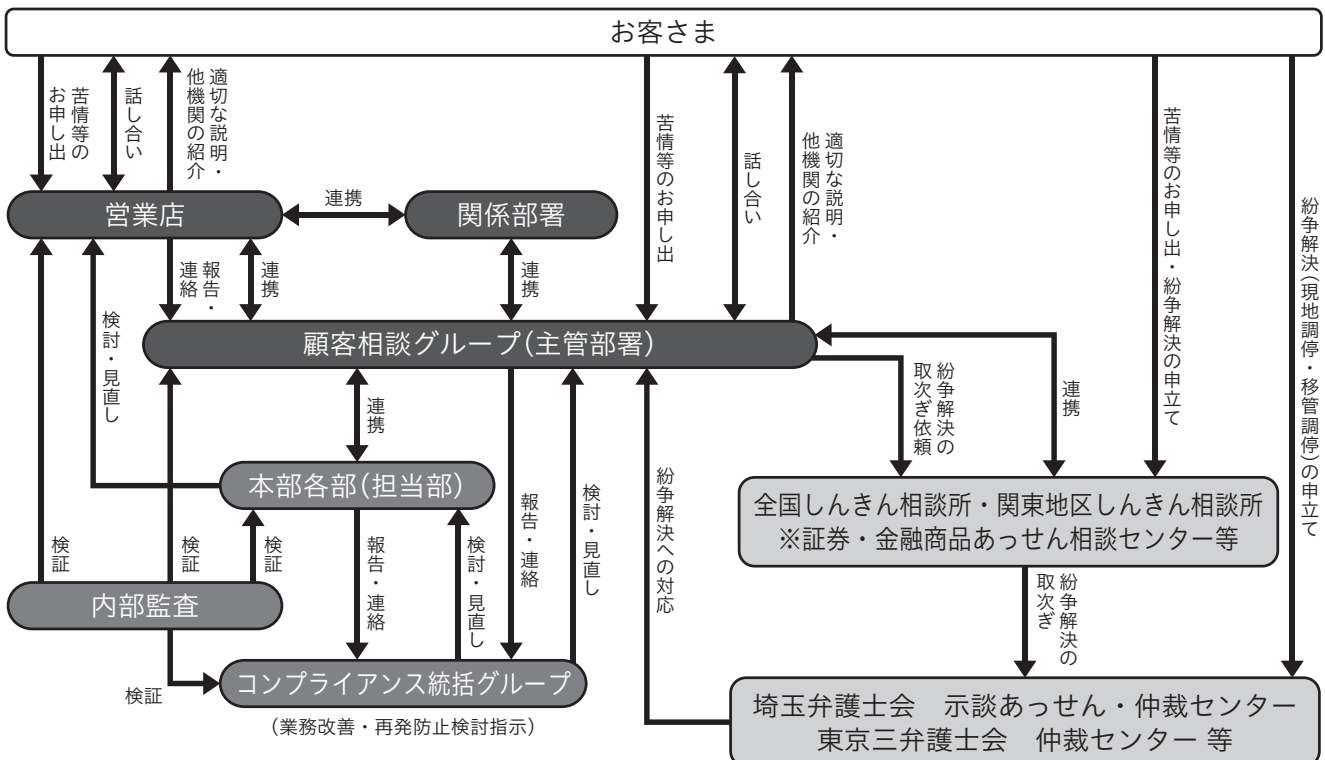 お客さま
苦情等の
お申し出
話し合い
適切な説明・
他機関の紹介
苦情等のお申し出
話し合い
適切な説明・
他機関の紹介
苦情等のお申し出・紛争解決の申立て
紛争解決(現地調停・移管調停)の申立て
営業店
連携
関係部署
報告・
連絡
連携
連携
検討・見直し
顧客相談グループ(主管部署)
連携
紛争解決の
取次ぎ依頼
連携
本部各部(担当部)
報告・連絡
検討・見直し
紛争解決への対応
全国しんきん相談所・関東地区しんきん相談所
※証券・金融商品あっせん相談センター等
検証
検証
検証
報告・連絡
検討・見直し
内部監査
紛争解決の
取次ぎ
検証
コンプライアンス統括グループ
(業務改善・再発防止検討指示)
埼玉弁護士会 示談あっせん・仲裁センター
東京三弁護士会 仲裁センター 等